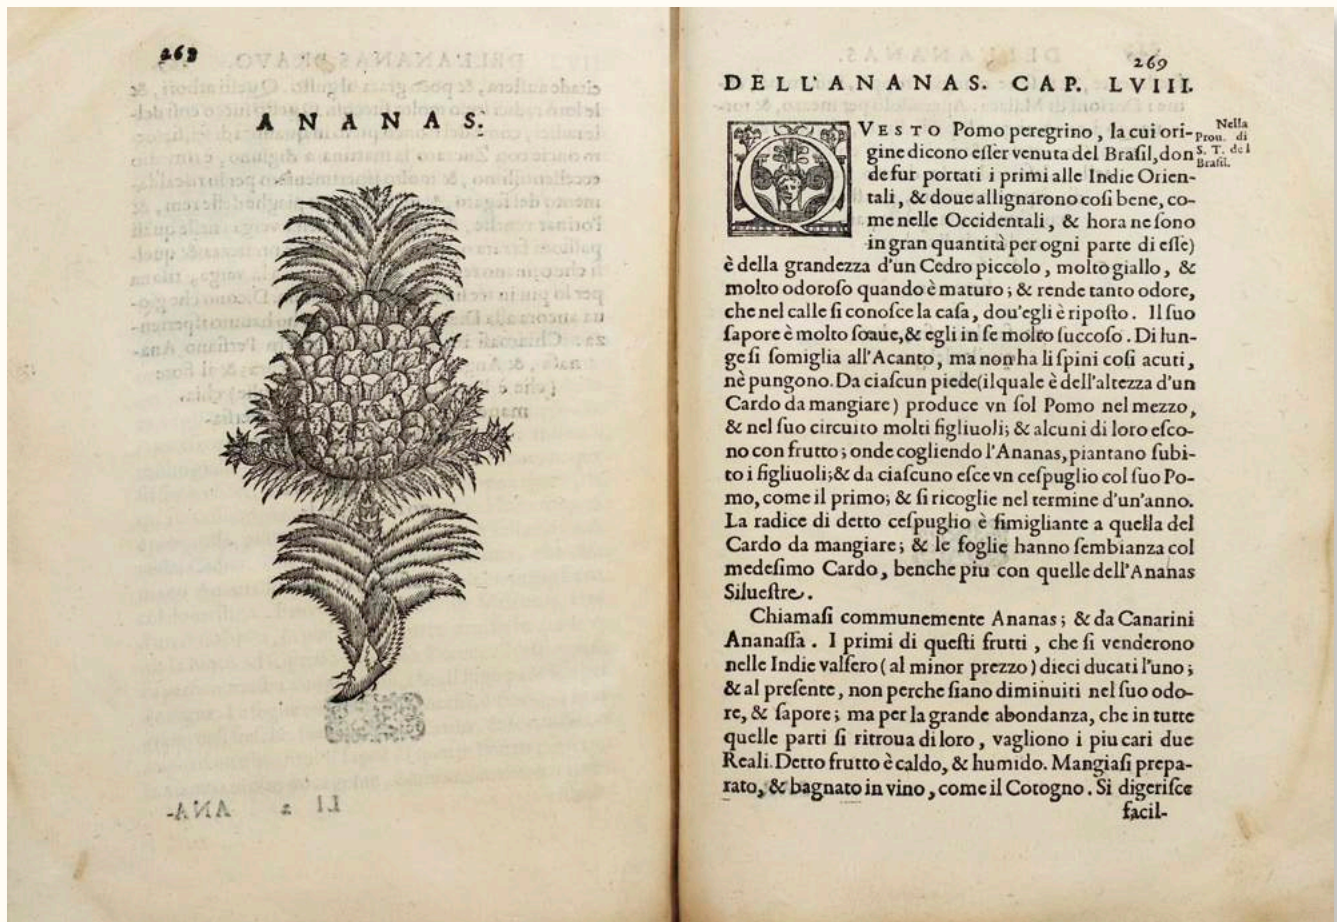 268
ANANAS.
269
DELL'ANANAS. CAP. LVIII.
QVESTO Pomo peregrino, la cui ori-
gine dicono eſſer venuta del Braſil, don
de fur portati i primi alle Indie Orien-
tali, & doue allignarono coſi bene, co-
me nelle Occidentali, & hora ne ſono
in gran quantità per ogni parte di eſſe)
è della grandezza d'un Cedro piccolo, molto giallo, &
molto odoroſo quando è maturo; & rende tanto odore,
che nel calle ſi conoſce la caſa, dou'egli è ripoſto. Il ſuo
ſapore è molto ſoaue, & egli in ſe molto ſuccoſo. Di lun-
ge ſi ſomiglia all'Acanto, ma non ha li ſpini coſi acuti,
nè pungono. Da ciaſcun piede (il quale è dell'altezza d'un
Cardo da mangiare) produce vn ſol Pomo nel mezzo,
& nel ſuo circuito molti figliuoli; & alcuni di loro eſco-
no con frutto; onde cogliendo l'Ananas, piantano ſubi-
to i figliuoli; & da ciaſcuno eſce vn ceſpuglio col ſuo Po-
mo, come il primo; & ſi ricoglie nel termine d'un'anno.
La radice di detto ceſpuglio è ſimigliante a quella del
Cardo da mangiare; & le foglie hanno ſembianza col
medeſimo Cardo, benche piu con quelle dell'Ananas
Silueſtre.
Chiamaſi communemente Ananas; & da Canarini
Ananaſſa. I primi di queſti frutti, che ſi venderono
nelle Indie valſero (al minor prezzo) dieci ducati l'uno;
& al preſente, non perche ſiano diminuiti nel ſuo odo-
re, & ſapore; ma per la grande abondanza, che in tutte
quelle parti ſi ritroua di loro, vagliono i piu cari due
Reali. Detto frutto è caldo, & humido. Mangiaſi prepa-
rato, & bagnato in vino, come il Cotogno. Si digeriſce
facil-
Nella
Prou. di
S. T. del
Braſil.